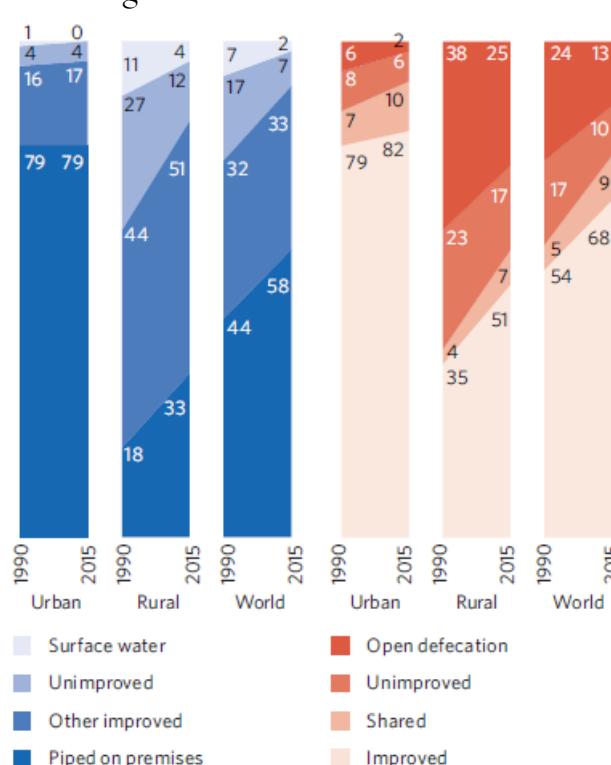 1 0
4 4
16 17
79 79
11 4
27 12
44 51
18 33
7 2
17 7
32 33
44 58
1990 2015
Urban
1990 2015
Rural
1990 2015
World
6 2
8 6
7 10
79 82
38 25
23 17
4 7
35 51
24 13
17 10
5 9
54 68
1990 2015
Urban
1990 2015
Rural
1990 2015
World
Surface water
Unimproved
Other improved
Piped on premises
Open defecation
Unimproved
Shared
Improved